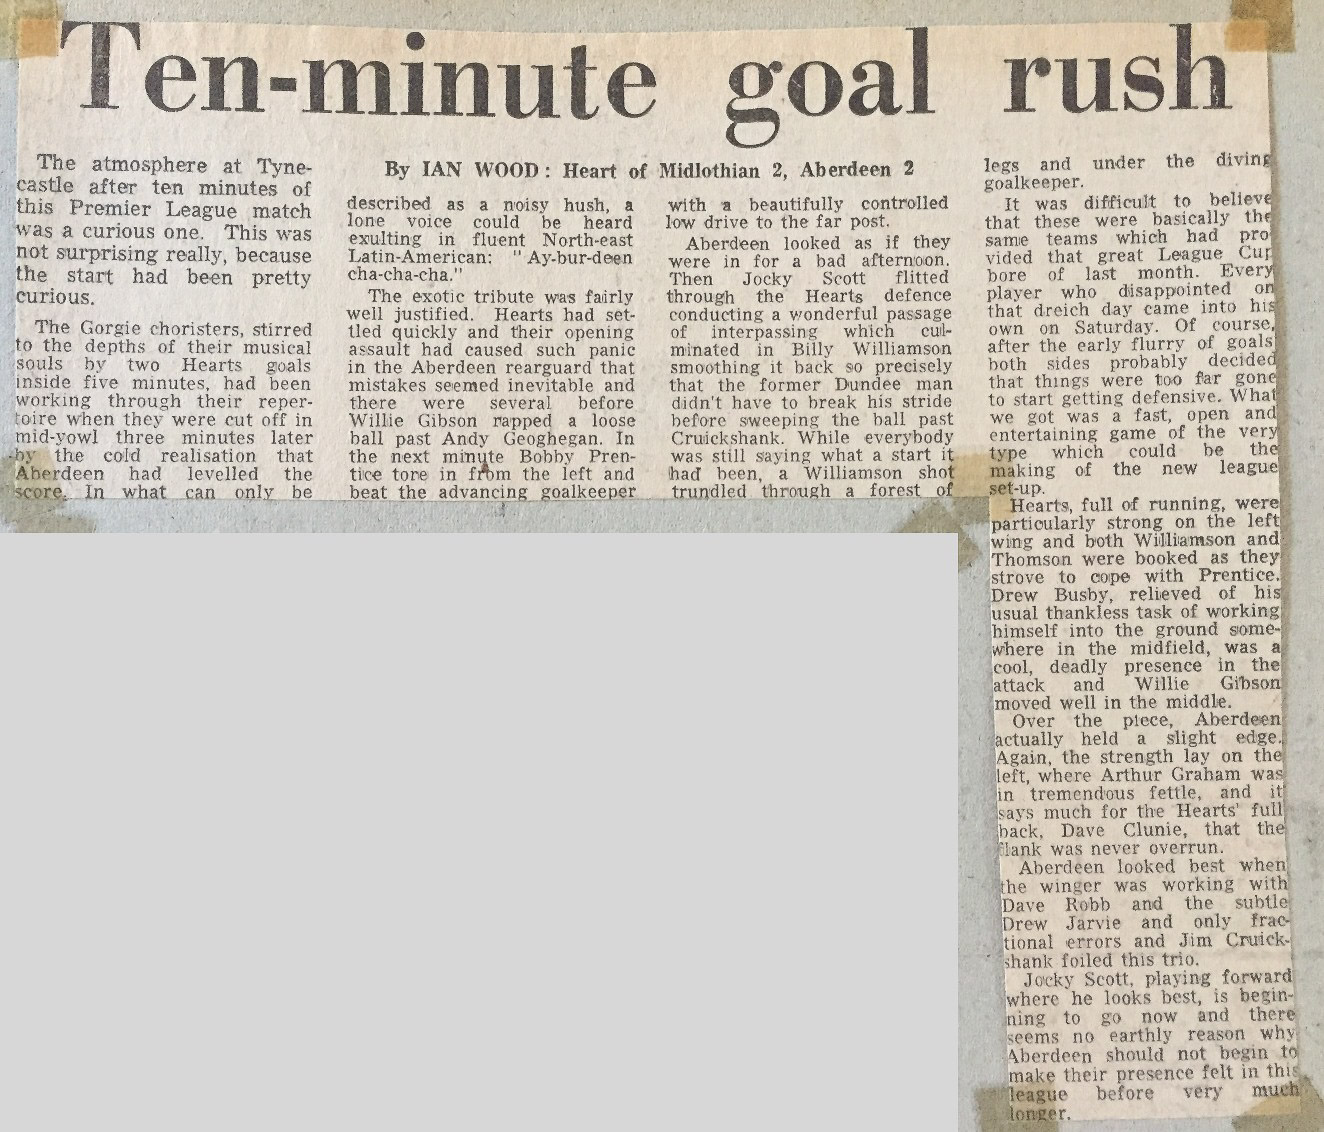 Ten-minute goal rush
By IAN WOOD: Heart of Midlothian 2, Aberdeen 2
The atmosphere at Tyne-
castle after ten minutes of
this Premier League match
was a curious one. This was
not surprising really, because
the start had been pretty
curious.
The Gorgie choristers, stirred
to the depths of their musical
souls by two Hearts goals
inside five minutes, had been
working through their reper-
toire when they were cut off in
mid-yowl three minutes later
by the cold realisation that
Aberdeen had levelled the
score. In what can only be
described as a noisy hush, a
lone voice could be heard
exulting in fluent North-east
Latin-American: "Ay-bur-deen
cha-cha-cha."
The exotic tribute was fairly
well justified. Hearts had set-
tled quickly and their opening
assault had caused such panic
in the Aberdeen rearguard that
mistakes seemed inevitable and
there were several before
Willie Gibson rapped a loose
ball past Andy Geoghegan. In
the next minute Bobby Pren-
tice tore in from the left and
beat the advancing goalkeeper
with a beautifully controlled
low drive to the far post.
Aberdeen looked as if they
were in for a bad afternoon.
Then Jocky Scott flitted
through the Hearts defence
conducting a wonderful passage
of interpassing which cul-
minated in Billy Williamson
smoothing it back so precisely
that the former Dundee man
didn't have to break his stride
before sweeping the ball past
Cruickshank. While everybody
was still saying what a start it
had been, a Williamson shot
trundled through a forest of
legs and under the diving
goalkeeper.
It was difficult to believe
that these were basically the
same teams which had pro
vided that great League Cup
bore of last month. Every
player who disappointed on
that dreich day came into his
own on Saturday. Of course,
after the early flurry of goals
both sides probably decided
that things were too far gone
to start getting defensive. What
we got was a fast, open and
entertaining game of the very
type which could be the
making of the new league
set-up.
Hearts, full of running, were
particularly strong on the left
wing and both Williamson and
Thomson were booked as they
strove to cope with Prentice.
Drew Busby, relieved of his
usual thankless task of working
himself into the ground some-
where in the midfield, was a
cool, deadly presence in the
attack and Willie Gibson
moved well in the middle.
Over the piece, Aberdeen
actually held a slight edge.
Again, the strength lay on the
left, where Arthur Graham was
in tremendous fettle, and it
says much for the Hearts' full
back, Dave Clunie, that the
flank was never overrun.
Aberdeen looked best when
the winger was working with
Dave Robb and the subtle
Drew Jarvie and only frac-
tional errors and Jim Cruick-
shank foiled this trio.
Jocky Scott, playing forward
where he looks best, is begin-
ning to go now and there
seems no earthly reason why
Aberdeen should not begin to
make their presence felt in this
league before very much
longer.